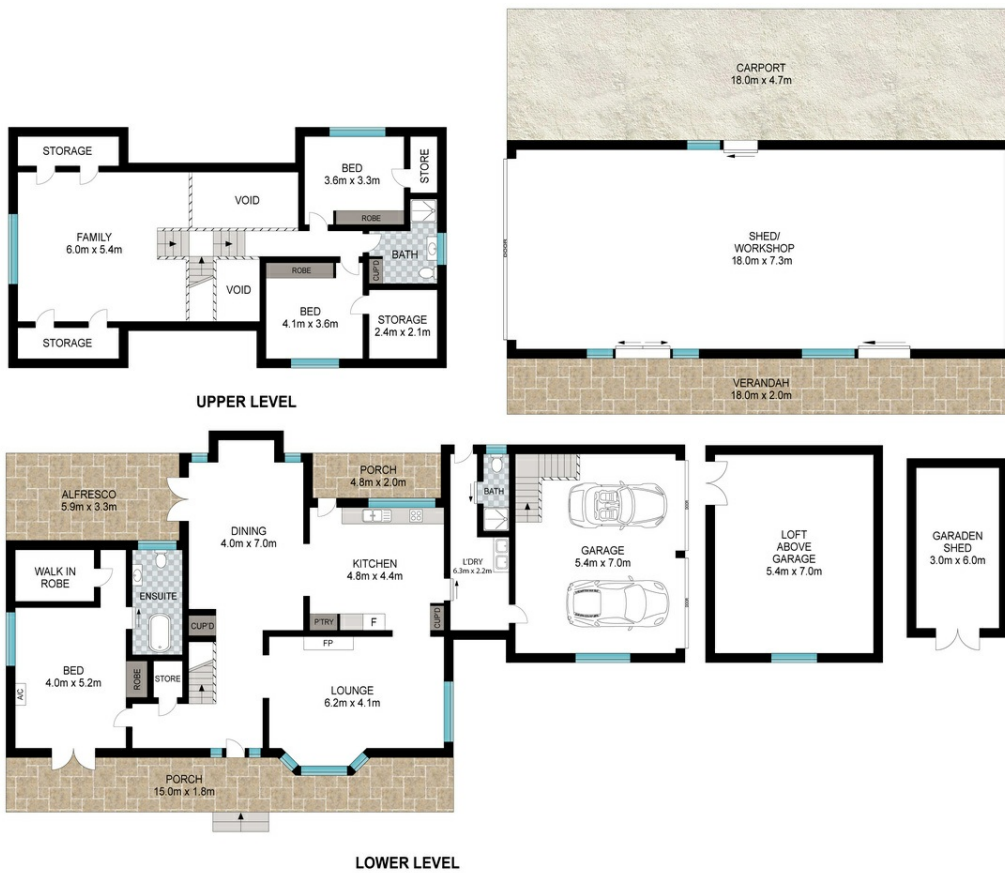 STORAGE
FAMILY
6.0m x 5.4m
STORAGE
VOID
VOID
BED
3.6m x 3.3m
ROBE
STORE
BATH
CUP'D
ROBE
BED
4.1m x 3.6m
STORAGE
2.4m x 2.1m
UPPER LEVEL
CARPORT
18.0m x 4.7m
DOOR
SHED/
WORKSHOP
18.0m x 7.3m
VERANDAH
18.0m x 2.0m
ALFRESCO
5.9m x 3.3m
WALK IN
ROBE
ENSUITE
BED
4.0m x 5.2m
A/C
ROBE
STORE
CUP'D
DINING
4.0m x 7.0m
PORCH
4.8m x 2.0m
KITCHEN
4.8m x 4.4m
P'TRY
F
CUP'D
FP
LOUNGE
6.2m x 4.1m
BATH
L'DRY
6.3m x 2.2m
GARAGE
5.4m x 7.0m
DOOR
DOOR
LOFT
ABOVE
GARAGE
5.4m x 7.0m
GARADEN
SHED
3.0m x 6.0m
PORCH
15.0m x 1.8m
LOWER LEVEL